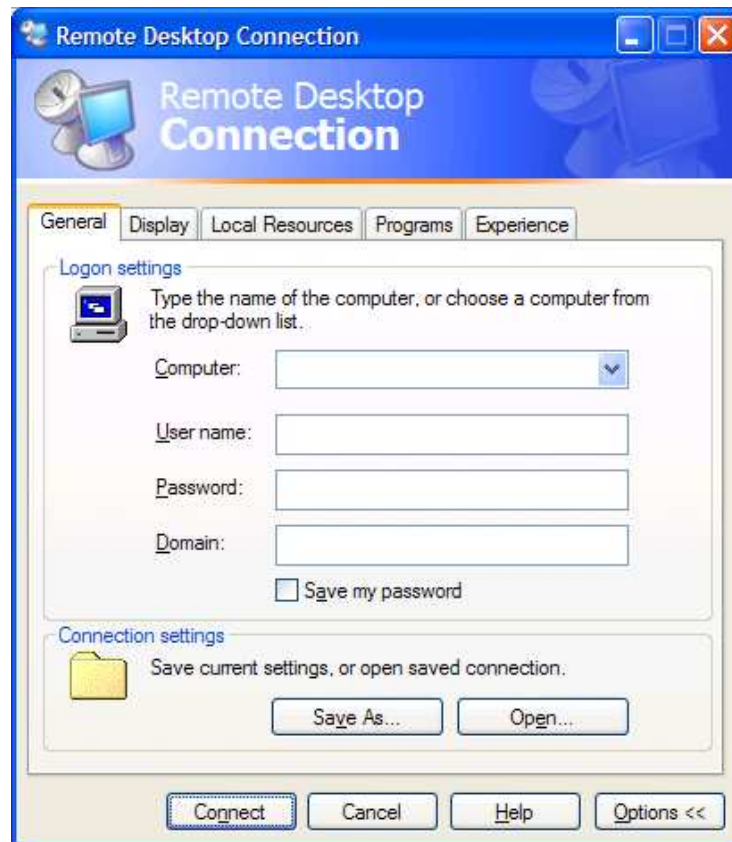 Remote Desktop Connection
Remote Desktop
Connection
General Display Local Resources Programs Experience
Logon settings
Type the name of the computer, or choose a computer from
the drop-down list.
Computer:
User name:
Password:
Domain:
Save my password
Connection settings
Save current settings, or open saved connection.
Save As... Open...
Connect Cancel Help Options <<